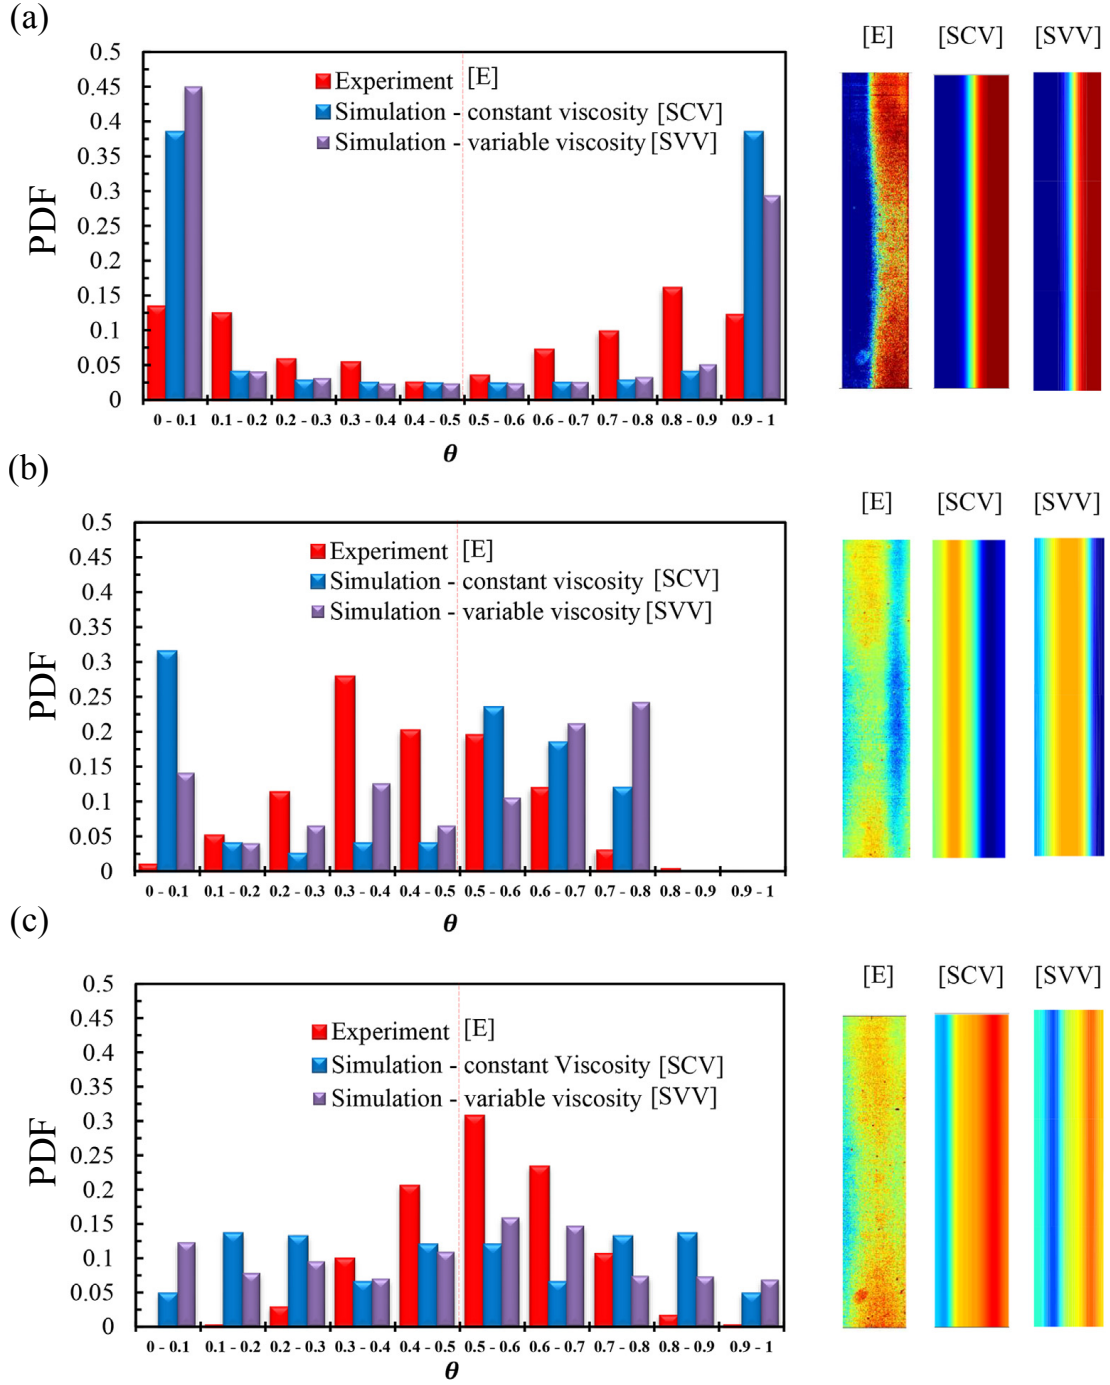 (a)
[E] [SCV] [SVV]
0.5
Experiment [E]
0.45
Simulation - constant viscosity [SCV]
0.4
Simulation - variable viscosity [SVV]
0.35
0.3
0.25
0.2
0.15
0.1
0.05
0
PDF
0 - 0.1 0.1 - 0.2 0.2 - 0.3 0.3 - 0.4 0.4 - 0.5 0.5 - 0.6 0.6 - 0.7 0.7 - 0.8 0.8 - 0.9 0.9 - 1
θ
(b)
[E] [SCV] [SVV]
0.5
Experiment [E]
0.45
Simulation - constant viscosity [SCV]
0.4
Simulation - variable viscosity [SVV]
0.35
0.3
0.25
0.2
0.15
0.1
0.05
0
PDF
0 - 0.1 0.1 - 0.2 0.2 - 0.3 0.3 - 0.4 0.4 - 0.5 0.5 - 0.6 0.6 - 0.7 0.7 - 0.8 0.8 - 0.9 0.9 - 1
θ
(c)
[E] [SCV] [SVV]
0.5
Experiment [E]
0.45
Simulation - constant Viscosity [SCV]
0.4
Simulation - variable viscosity [SVV]
0.35
0.3
0.25
0.2
0.15
0.1
0.05
0
PDF
0 - 0.1 0.1 - 0.2 0.2 - 0.3 0.3 - 0.4 0.4 - 0.5 0.5 - 0.6 0.6 - 0.7 0.7 - 0.8 0.8 - 0.9 0.9 - 1
θ